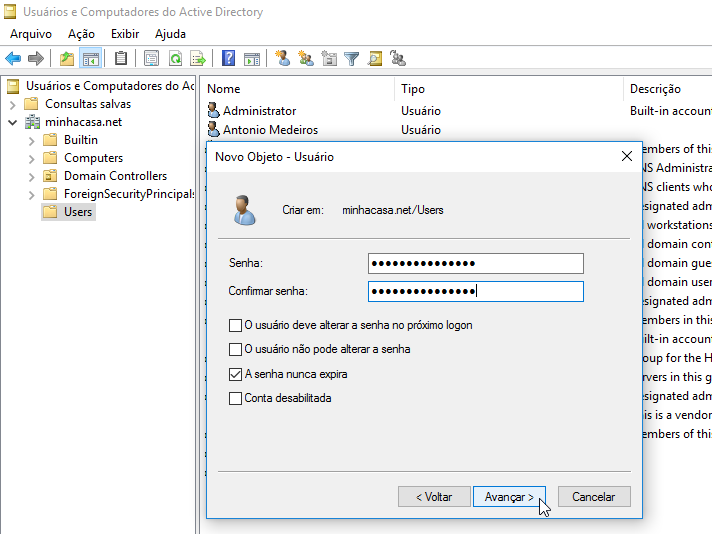 Usuários e Computadores do Active Directory
Arquivo Ação Exibir Ajuda
Usuários e Computadores do Ac
Consultas salvas
minhacasa.net
Builtin
Computers
Domain Controllers
ForeignSecurityPrincipals
Users
Nome Tipo Descrição
Administrator Usuário Built-in accoun
Antonio Medeiros Usuário
Novo Objeto - Usuário
Criar em: minhacasa.net/Users
Senha: ●●●●●●●●●●●●●●●
Confirmar senha: ●●●●●●●●●●●●●●●
O usuário deve alterar a senha no próximo logon
O usuário não pode alterar a senha
A senha nunca expira
Conta desabilitada
< Voltar Avançar > Cancelar
embers of this
NS Administra
NS clients who
esignated adm
workstations
domain cont
domain gues
domain user
esignated adm
embers in this
ilt-in accoun
oup for the H
ervers in this g
esignated adm
is is a vendor
embers of this